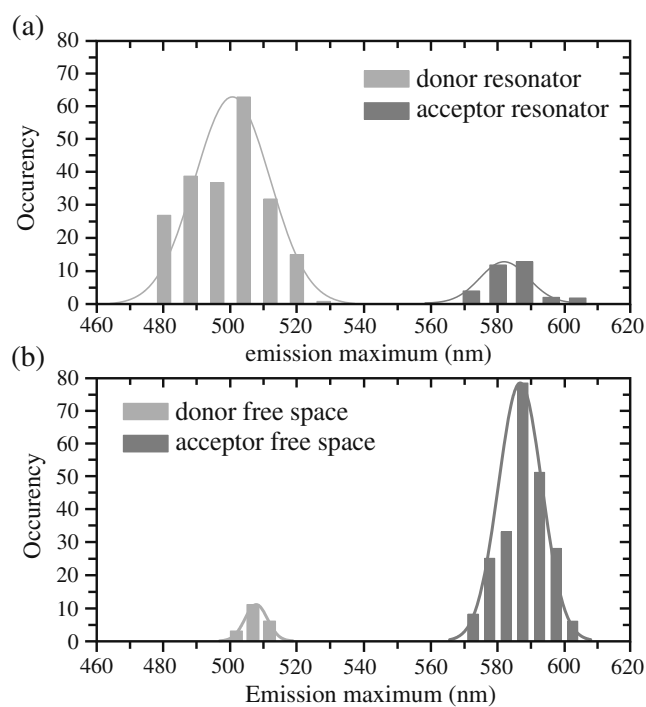 (a)
80
70
60
50
40
30
20
10
0
Occurency
donor resonator
acceptor resonator
460 480 500 520 540 560 580 600 620
emission maximum (nm)
(b)
80
70
60
50
40
30
20
10
0
Occurency
donor free space
acceptor free space
460 480 500 520 540 560 580 600 620
Emission maximum (nm)